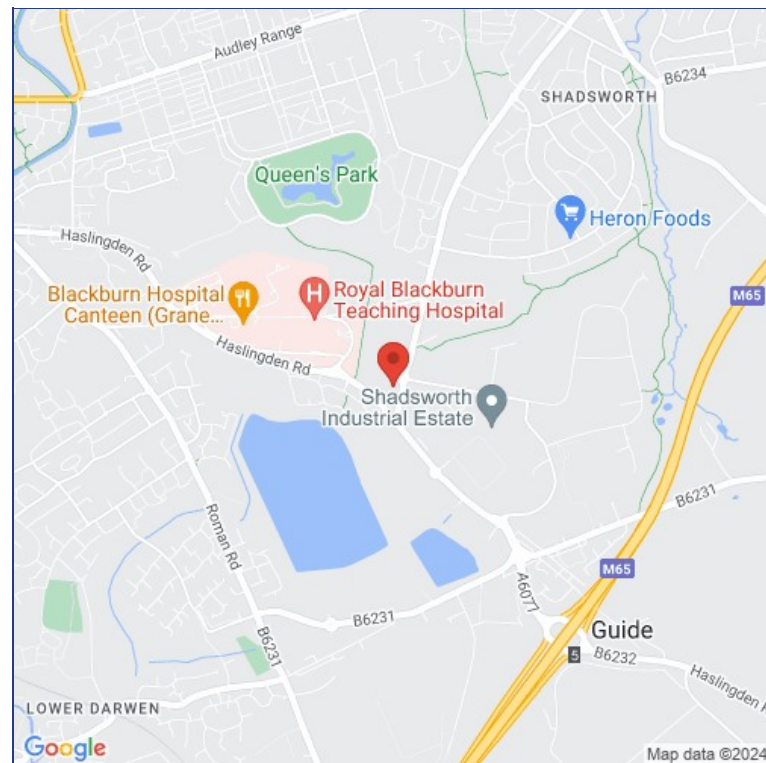 Audley Range
B6234
SHADSWORTH
Queen's Park
Heron Foods
Haslingden Rd
M65
Blackburn Hospital
Canteen (Grane...
H
Royal Blackburn
Teaching Hospital
Haslingden Rd
Shadsworth
Industrial Estate
B6231
Roman Rd
M65
A6077
B6231
Guide
B6231
5
B6232
Haslingden R
LOWER DARWEN
Google
Map data ©2024